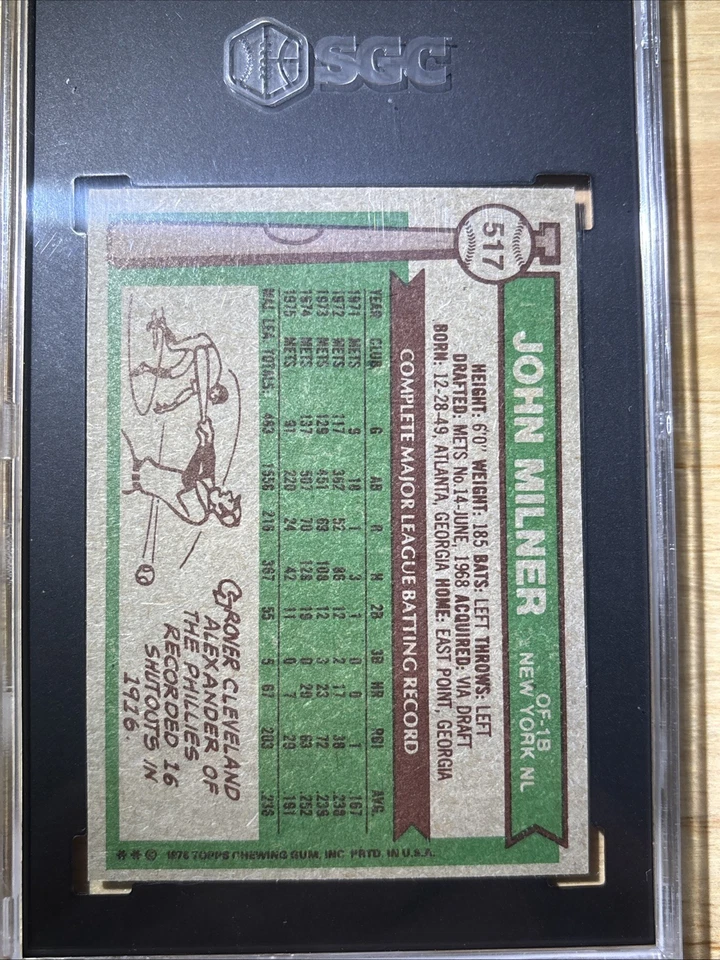 SGC
517
JOHN MILNER
OF-1B
NEW YORK NL
HEIGHT: 6'0" WEIGHT: 185 BATS: LEFT THROWS: LEFT
DRAFTED: METS No. 14-JUNE, 1968 ACQUIRED: VIA DRAFT
BORN: 12-28-49, ATLANTA, GEORGIA HOME: EAST POINT, GEORGIA
COMPLETE MAJOR LEAGUE BATTING RECORD
YEAR CLUB G AB R H 2B 3B HR RBI AVG.
1971 METS 9 18 1 3 1 0 0 1 167
1972 METS 117 362 52 86 12 2 17 38 238
1973 METS 129 451 69 108 12 3 23 72 239
1974 METS 137 507 70 128 19 0 20 63 252
1975 METS 91 220 24 42 11 0 7 29 191
MAJ. LEA. TOTALS: 483 1558 216 367 55 5 67 203 236
GROVER CLEVELAND
ALEXANDER OF
THE PHILLIES
RECORDED 16
SHUTOUTS IN
1916.
** © 1976 TOPPS CHEWING GUM, INC. PRTD. IN U.S.A.